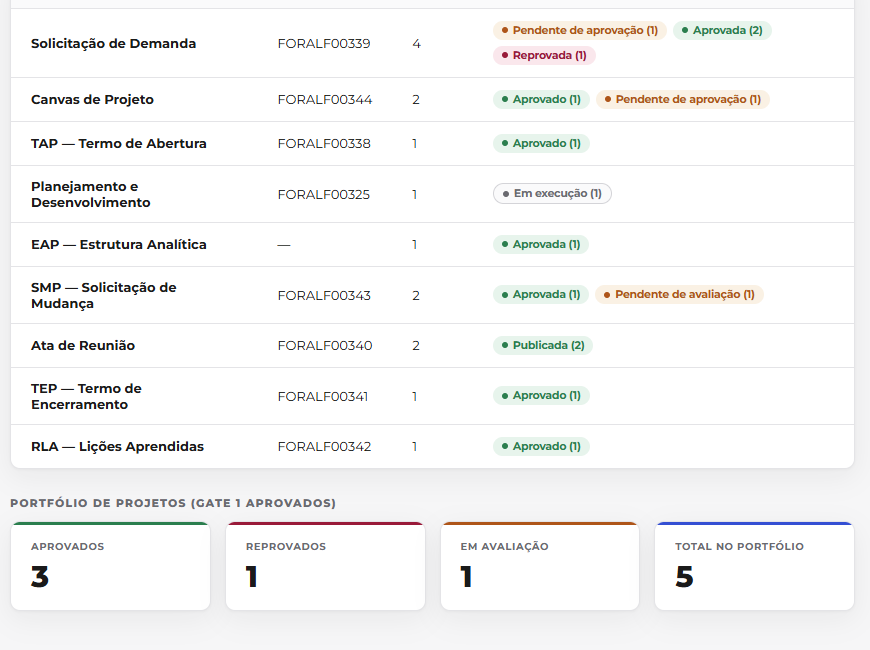 Solicitação de Demanda FORALF00339 4 Pendente de aprovação (1) Aprovada (2)
Reprovada (1)
Canvas de Projeto FORALF00344 2 Aprovado (1) Pendente de aprovação (1)
TAP — Termo de Abertura FORALF00338 1 Aprovado (1)
Planejamento e
Desenvolvimento FORALF00325 1 Em execução (1)
EAP — Estrutura Analítica — 1 Aprovada (1)
SMP — Solicitação de
Mudança FORALF00343 2 Aprovada (1) Pendente de avaliação (1)
Ata de Reunião FORALF00340 2 Publicada (2)
TEP — Termo de
Encerramento FORALF00341 1 Aprovado (1)
RLA — Lições Aprendidas FORALF00342 1 Aprovado (1)
PORTFÓLIO DE PROJETOS (GATE 1 APROVADOS)
APROVADOS REPROVADOS EM AVALIAÇÃO TOTAL NO PORTFÓLIO
3 1 1 5